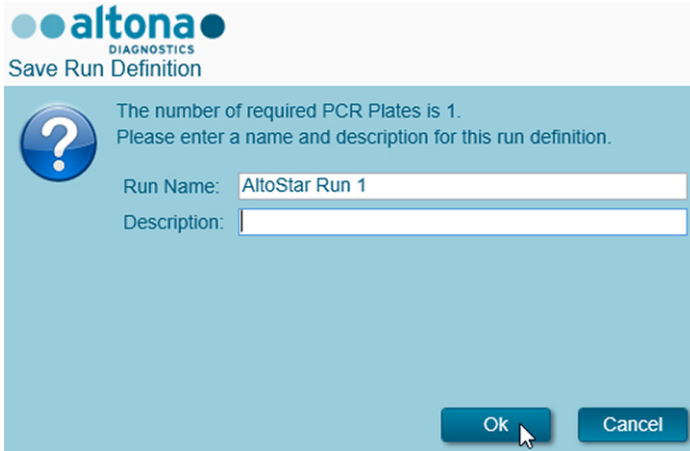 altona
DIAGNOSTICS
Save Run Definition
The number of required PCR Plates is 1.
Please enter a name and description for this run definition.
Run Name: AltoStar Run 1
Description:
Ok Cancel